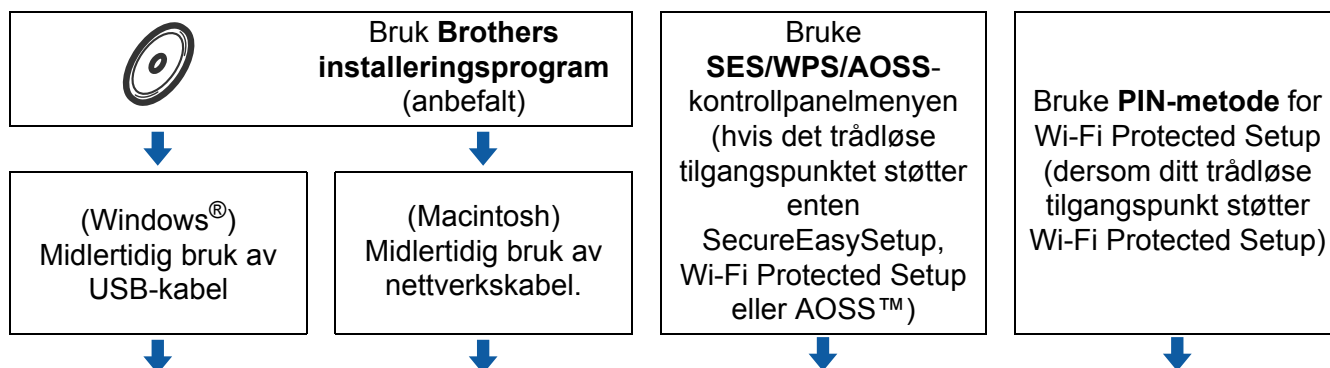 Bruk Brothers
installeringsprogram
(anbefalt)
(Windows®)
Midlertidig bruk av
USB-kabel
(Macintosh)
Midlertidig bruk av
nettverkskabel.
Bruke
SES/WPS/AOSS-
kontrollpanelmenyen
(hvis det trådløse
tilgangspunktet støtter
enten
SecureEasySetup,
Wi-Fi Protected Setup
eller AOSS™)
Bruke PIN-metode for
Wi-Fi Protected Setup
(dersom ditt trådløse
tilgangspunkt støtter
Wi-Fi Protected Setup)